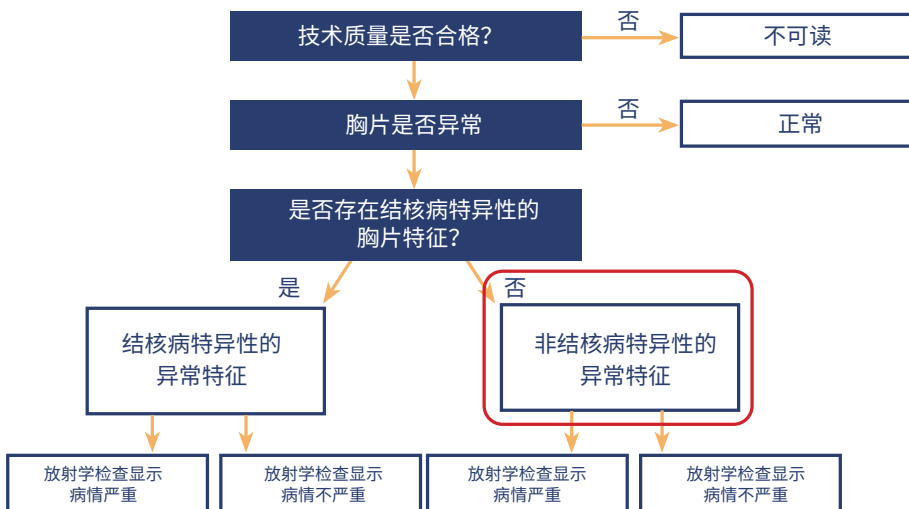 技术质量是否合格？
否
不可读
胸片是否异常
否
正常
是否存在结核病特异性的
胸片特征？
是
否
结核病特异性的
异常特征
非结核病特异性的
异常特征
放射学检查显示
病情严重
放射学检查显示
病情不严重
放射学检查显示
病情严重
放射学检查显示
病情不严重